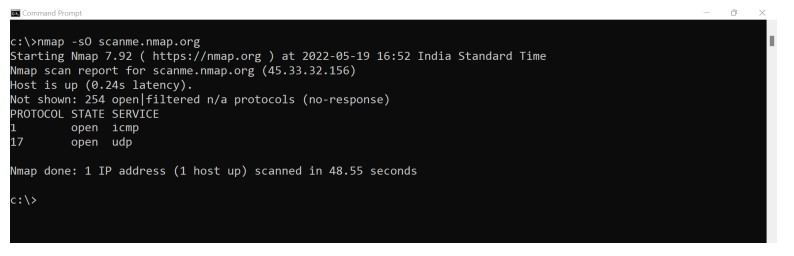 Command Prompt
c:\>nmap -sO scanme.nmap.org
Starting Nmap 7.92 ( https://nmap.org ) at 2022-05-19 16:52 India Standard Time
Nmap scan report for scanme.nmap.org (45.33.32.156)
Host is up (0.24s latency).
Not shown: 254 open|filtered n/a protocols (no-response)
PROTOCOL STATE SERVICE
1        open  icmp
17       open  udp
Nmap done: 1 IP address (1 host up) scanned in 48.55 seconds
c:\>